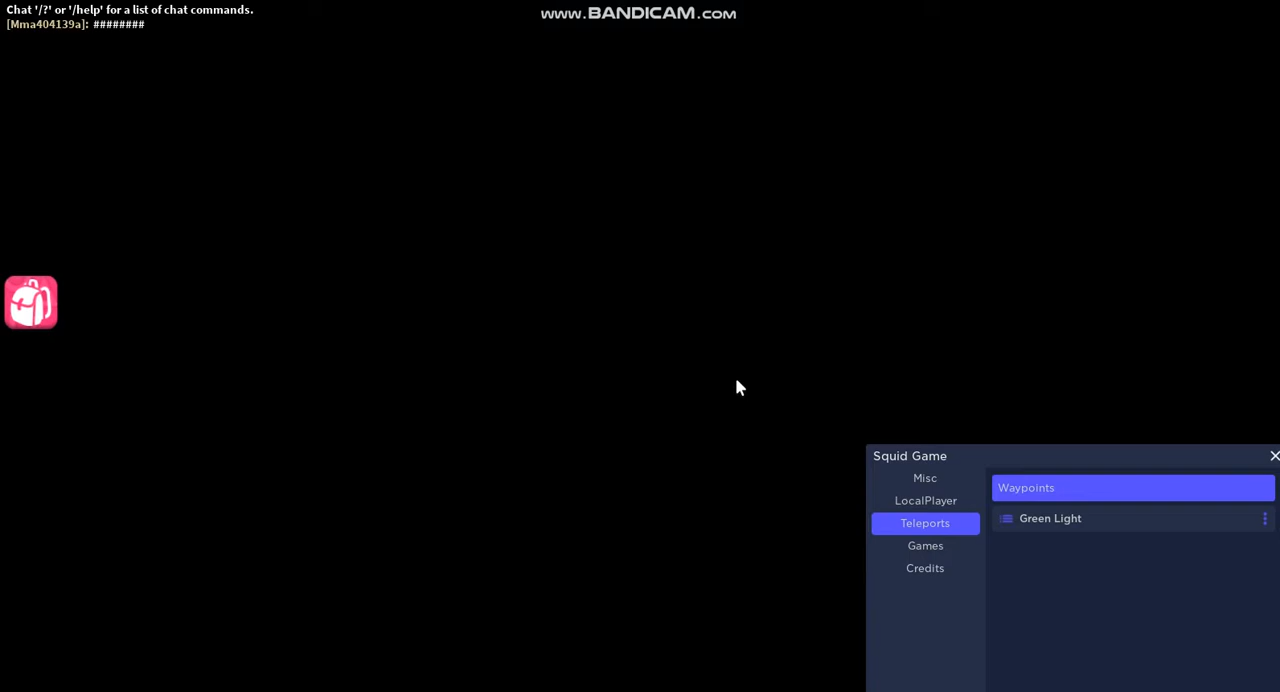 Chat '/?' or '/help' for a list of chat commands.
[Mma404139a]: ########
www.BANDICAM.com
Squid Game
Misc
LocalPlayer
Teleports
Games
Credits
Waypoints
Green Light